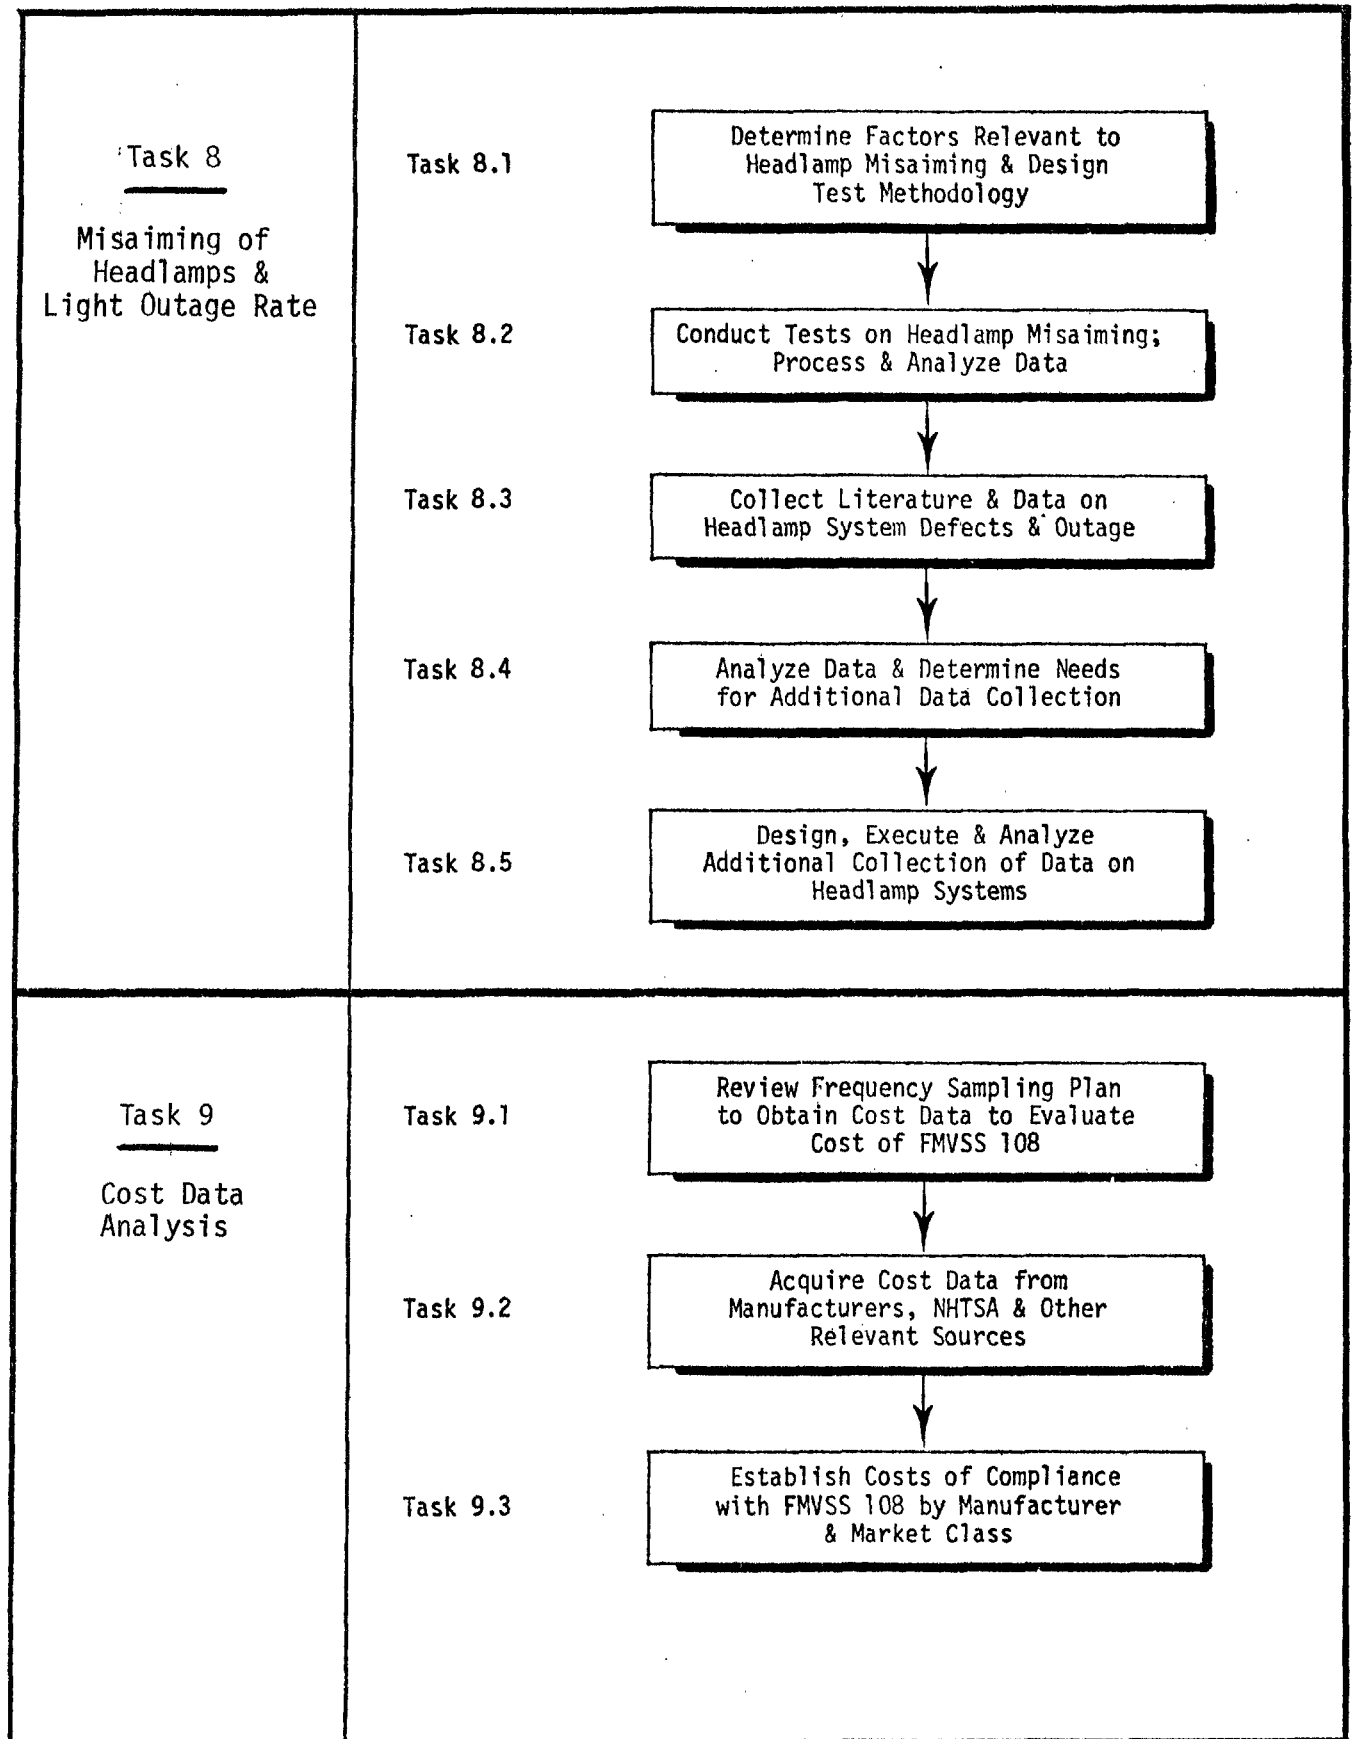 Task 8
Misaiming of
Headlamps &
Light Outage Rate
Task 8.1
Determine Factors Relevant to
Headlamp Misaiming & Design
Test Methodology
Task 8.2
Conduct Tests on Headlamp Misaiming;
Process & Analyze Data
Task 8.3
Collect Literature & Data on
Headlamp System Defects & Outage
Task 8.4
Analyze Data & Determine Needs
for Additional Data Collection
Task 8.5
Design, Execute & Analyze
Additional Collection of Data on
Headlamp Systems
Task 9
Cost Data
Analysis
Task 9.1
Review Frequency Sampling Plan
to Obtain Cost Data to Evaluate
Cost of FMVSS 108
Task 9.2
Acquire Cost Data from
Manufacturers, NHTSA & Other
Relevant Sources
Task 9.3
Establish Costs of Compliance
with FMVSS 108 by Manufacturer
& Market Class